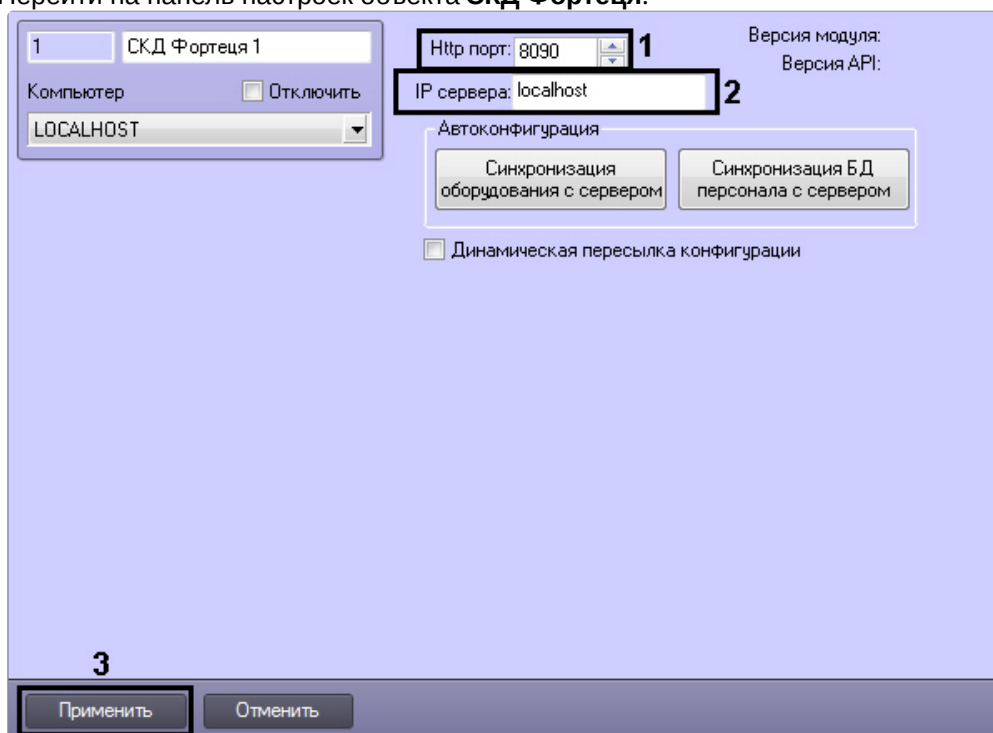 Перейти на панель настроек объекта СКД Фортеця.
1 СКД Фортеця 1
Компьютер Отключить
LOCALHOST
Http порт: 8090 1
IP сервера: localhost 2
Версия модуля:
Версия API:
Автоконфигурация
Синхронизация оборудования с сервером
Синхронизация БД персонала с сервером
Динамическая пересылка конфигурации
3
Применить Отменить